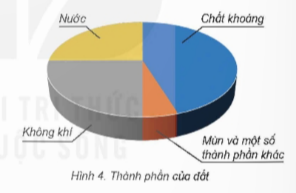 Nước
Chất khoáng
Không khí
Mùn và một số
thành phần khác
Hình 4. Thành phần của đất